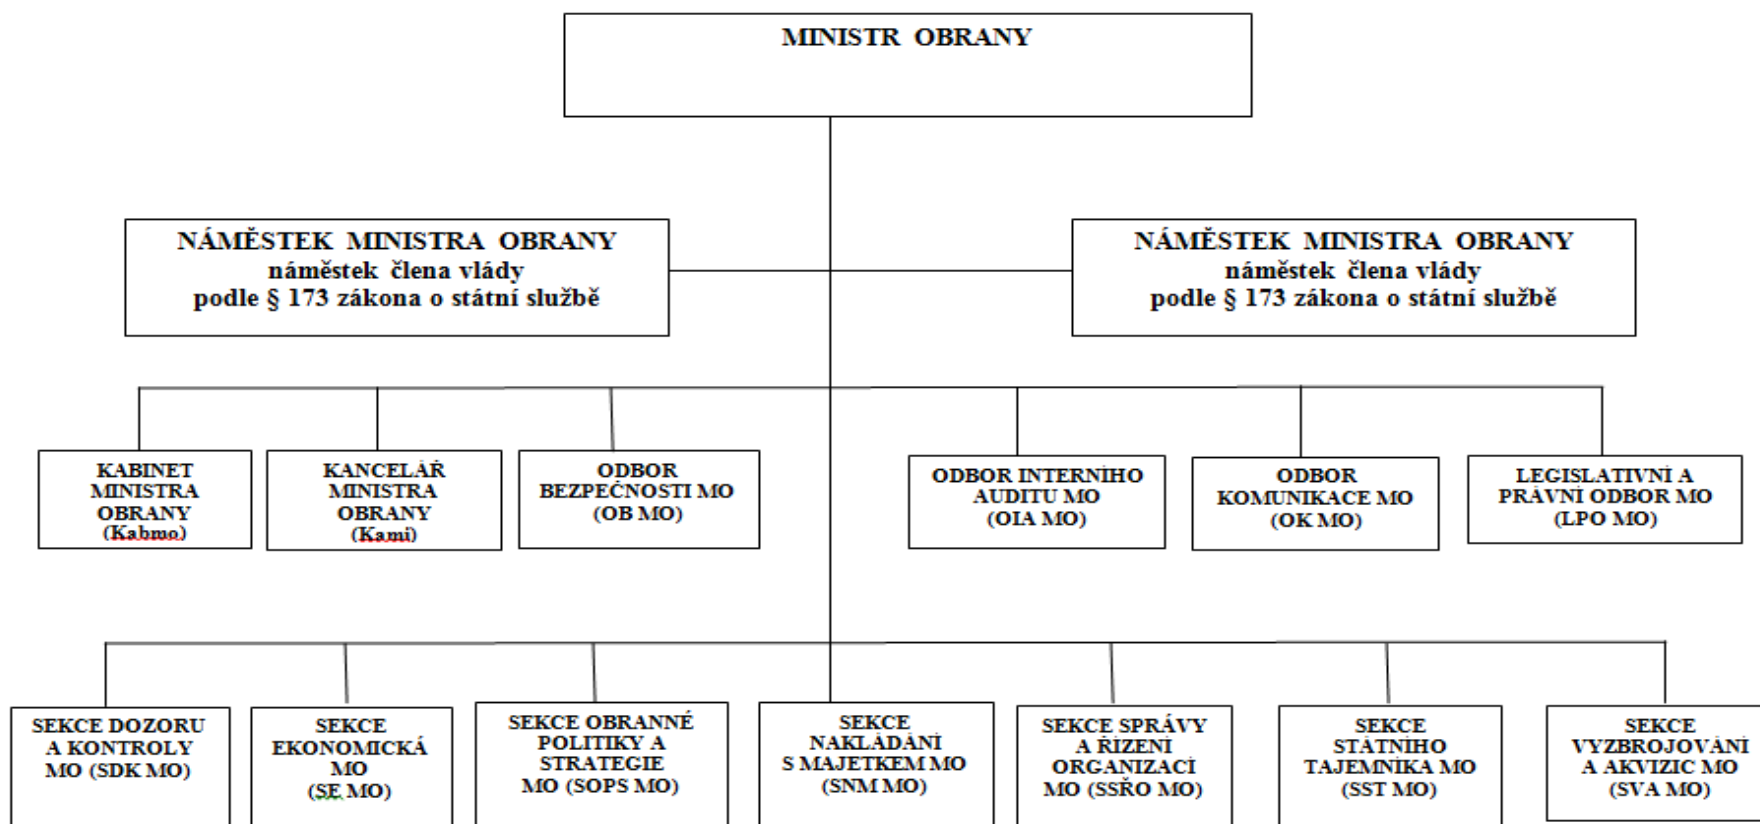 MINISTR OBRANY
NÁMĚSTEK MINISTRA OBRANY
náměstek člena vlády
podle § 173 zákona o státní službě
NÁMĚSTEK MINISTRA OBRANY
náměstek člena vlády
podle § 173 zákona o státní službě
KABINET
MINISTRA
OBRANY
(Kabmo)
KANCELÁŘ
MINISTRA
OBRANY
(Kami)
ODBOR
BEZPEČNOSTI MO
(OB MO)
ODBOR INTERNÍHO
AUDITU MO
(OIA MO)
ODBOR
KOMUNIKACE MO
(OK MO)
LEGISLATIVNÍ A
PRÁVNÍ ODBOR MO
(LPO MO)
SEKCE DOZORU
A KONTROLY
MO (SDK MO)
SEKCE
EKONOMICKÁ
MO
(SE MO)
SEKCE OBRANNÉ
POLITIKY A
STRATEGIE
MO (SOPS MO)
SEKCE
NAKLÁDÁNÍ
S MAJETKEM MO
(SNM MO)
SEKCE SPRÁVY
A ŘÍZENÍ
ORGANIZACÍ
MO (SSŘO MO)
SEKCE
STÁTNÍHO
TAJEMNÍKA MO
(SST MO)
SEKCE
VYZBROJOVÁNÍ
A AKVIZIC MO
(SVA MO)